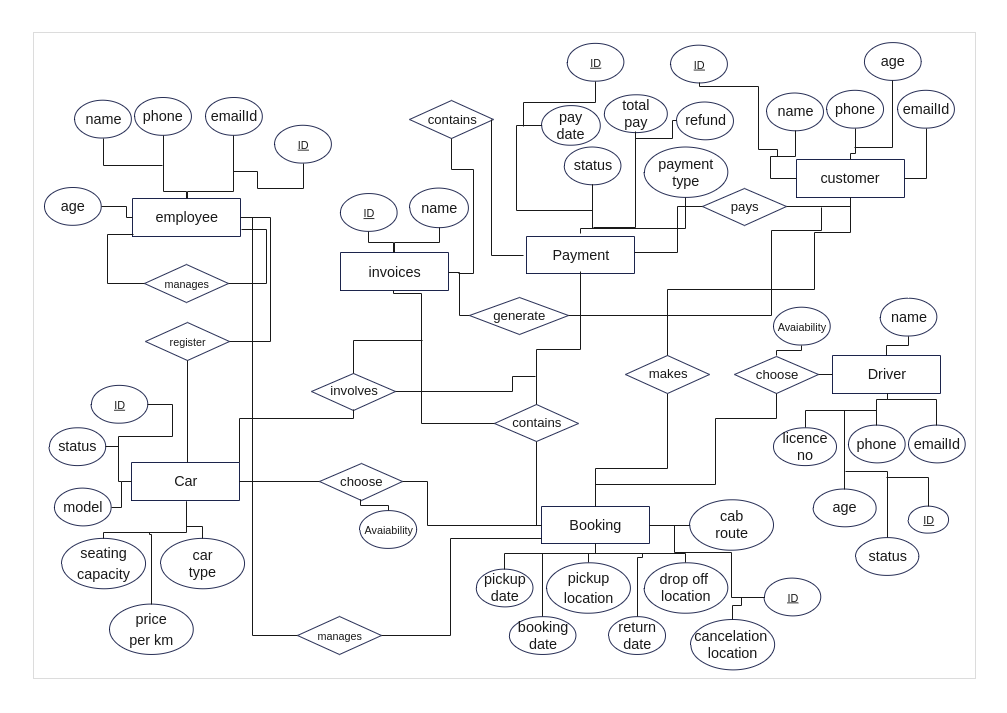 ID
ID
age
name
phone
emailId
contains
pay
date
total
pay
refund
name
phone
emailId
ID
status
payment
type
customer
age
employee
ID
name
pays
invoices
Payment
manages
generate
Avaiability
name
register
involves
makes
choose
Driver
ID
contains
licence
no
phone
emailId
status
Car
choose
model
Avaiability
Booking
cab
route
age
ID
seating
capacity
car
type
status
pickup
date
pickup
location
drop off
location
ID
price
per km
manages
booking
date
return
date
cancelation
location